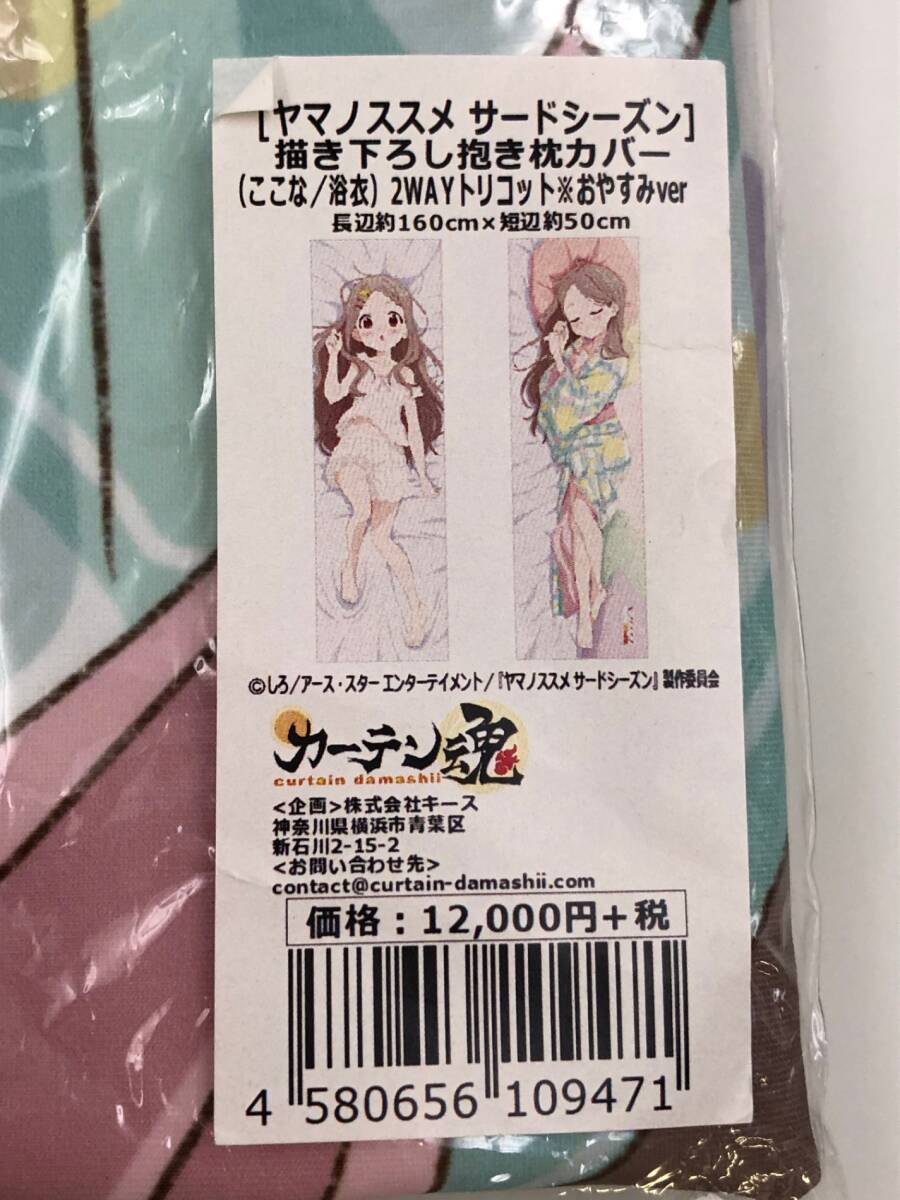 [ヤマノススメ サードシーズン]
描き下ろし抱き枕カバー
(ここな/浴衣) 2WAYトリコット※おやすみver
長辺約160cm×短辺約50cm
©しろ/アース・スター エンターテイメント/『ヤマノススメ サードシーズン』製作委員会
カーテン魂
curtain damashii
<企画>株式会社キース
神奈川県横浜市青葉区
新石川2-15-2
<お問い合わせ先>
contact@curtain-damashii.com
価格：12,000円+税
4 580656 109471